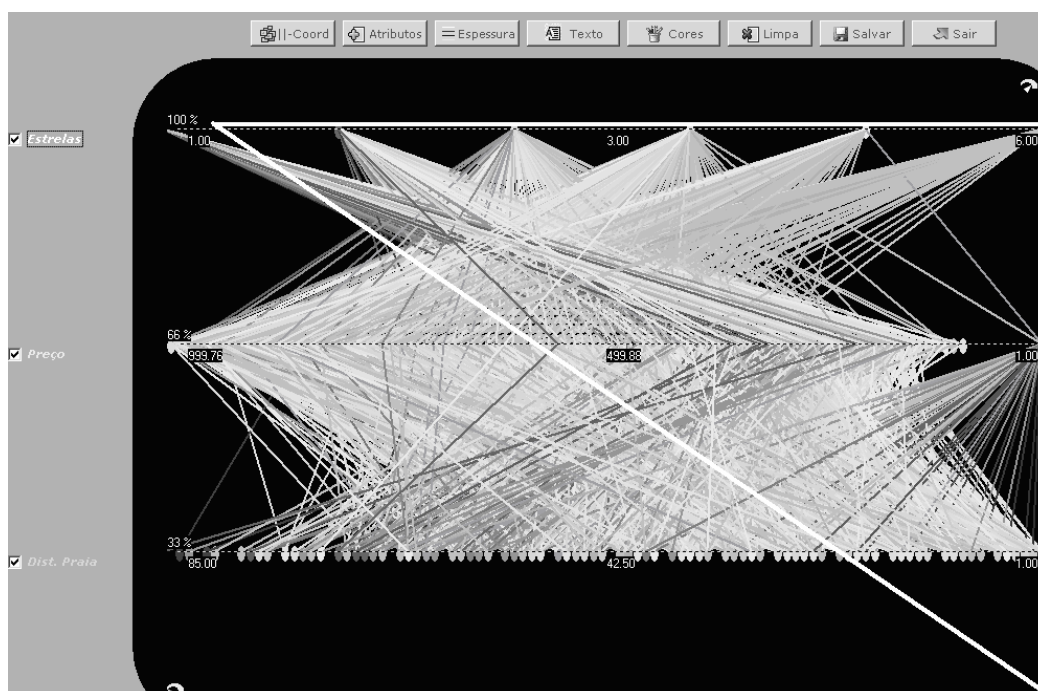 ||-Coord Atributos Espessura Texto Cores Limpa Salvar Sair
100 %
Estrelas 1.00 3.00 6.00
66 %
Preço 999.76 499.88 1.00
33 %
Dist. Praia 85.00 42.50 1.00